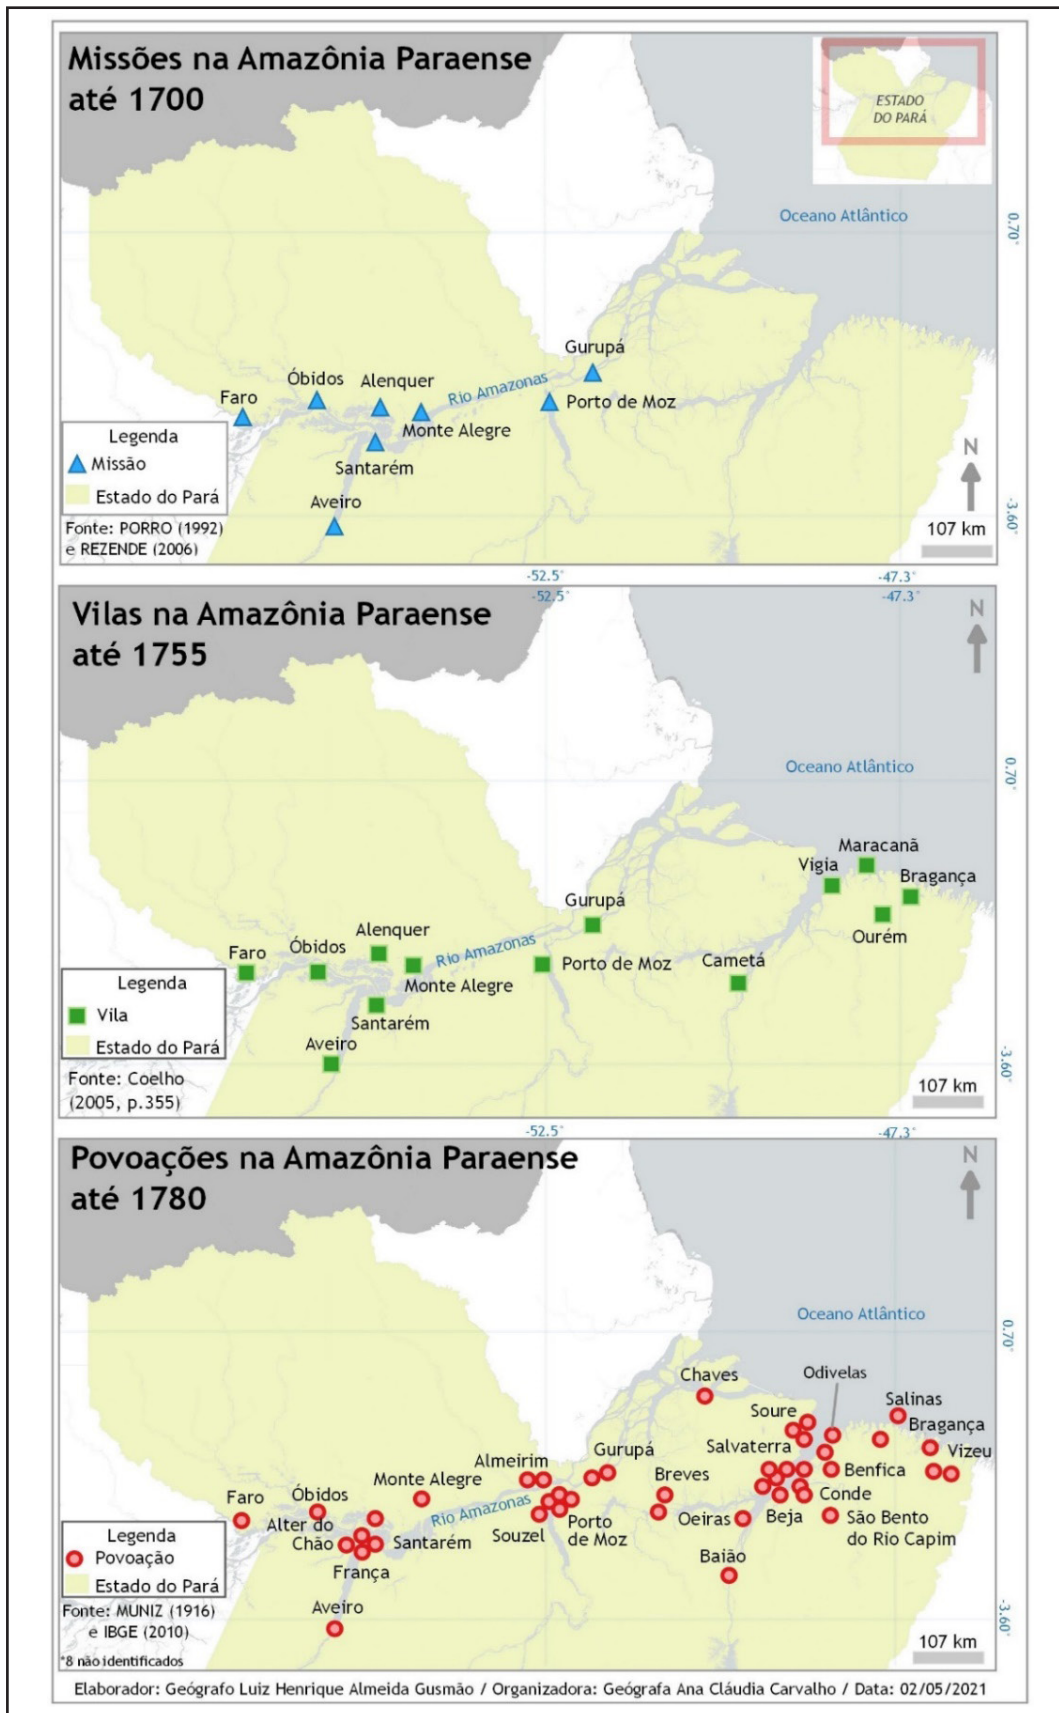 Missões na Amazônia Paraense
até 1700
ESTADO
DO PARÁ
Oceano Atlântico
0.70°
Gurupá
Rio Amazonas
Porto de Moz
Óbidos
Alenquer
Faro
Monte Alegre
Santarém
Aveiro
Legenda
Missão
Estado do Pará
Fonte: PORRO (1992)
e REZENDE (2006)
N
107 km
-3.60°
-52.5°
-47.3°
-52.5°
-47.3°
Vilas na Amazônia Paraense
até 1755
N
Oceano Atlântico
0.70°
Maracanã
Vigia
Bragança
Ourém
Gurupá
Alenquer
Rio Amazonas
Faro
Óbidos
Porto de Moz
Cametá
Monte Alegre
Santarém
Aveiro
Legenda
Vila
Estado do Pará
Fonte: Coelho
(2005, p.355)
107 km
-3.60°
-52.5°
-47.3°
Povoações na Amazônia Paraense
até 1780
N
Oceano Atlântico
0.70°
Chaves
Odivelas
Soure
Salinas
Bragança
Salvaterra
Vizeu
Gurupá
Almeirim
Monte Alegre
Breves
Benfica
Faro
Óbidos
Rio Amazonas
Conde
Alter do
Chão
Santarém
Souzel
Porto
de Moz
Oeiras
Beja
São Bento
do Rio Capim
França
Baião
Aveiro
Legenda
Povoação
Estado do Pará
Fonte: MUNIZ (1916)
e IBGE (2010)
*8 não identificados
107 km
-3.60°
Elaborador: Geógrafo Luiz Henrique Almeida Gusmão / Organizadora: Geógrafa Ana Cláudia Carvalho / Data: 02/05/2021